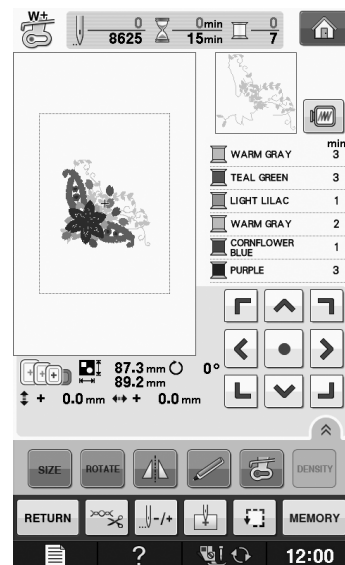 W+
0 0min 0
8625 15min 7
min
WARM GRAY 3
TEAL GREEN 3
LIGHT LILAC 1
WARM GRAY 2
CORNFLOWER
BLUE 1
PURPLE 3
87.3 mm 0°
89.2 mm
+ 0.0 mm + 0.0 mm
SIZE ROTATE DENSITY
RETURN -/+ MEMORY
? 12:00